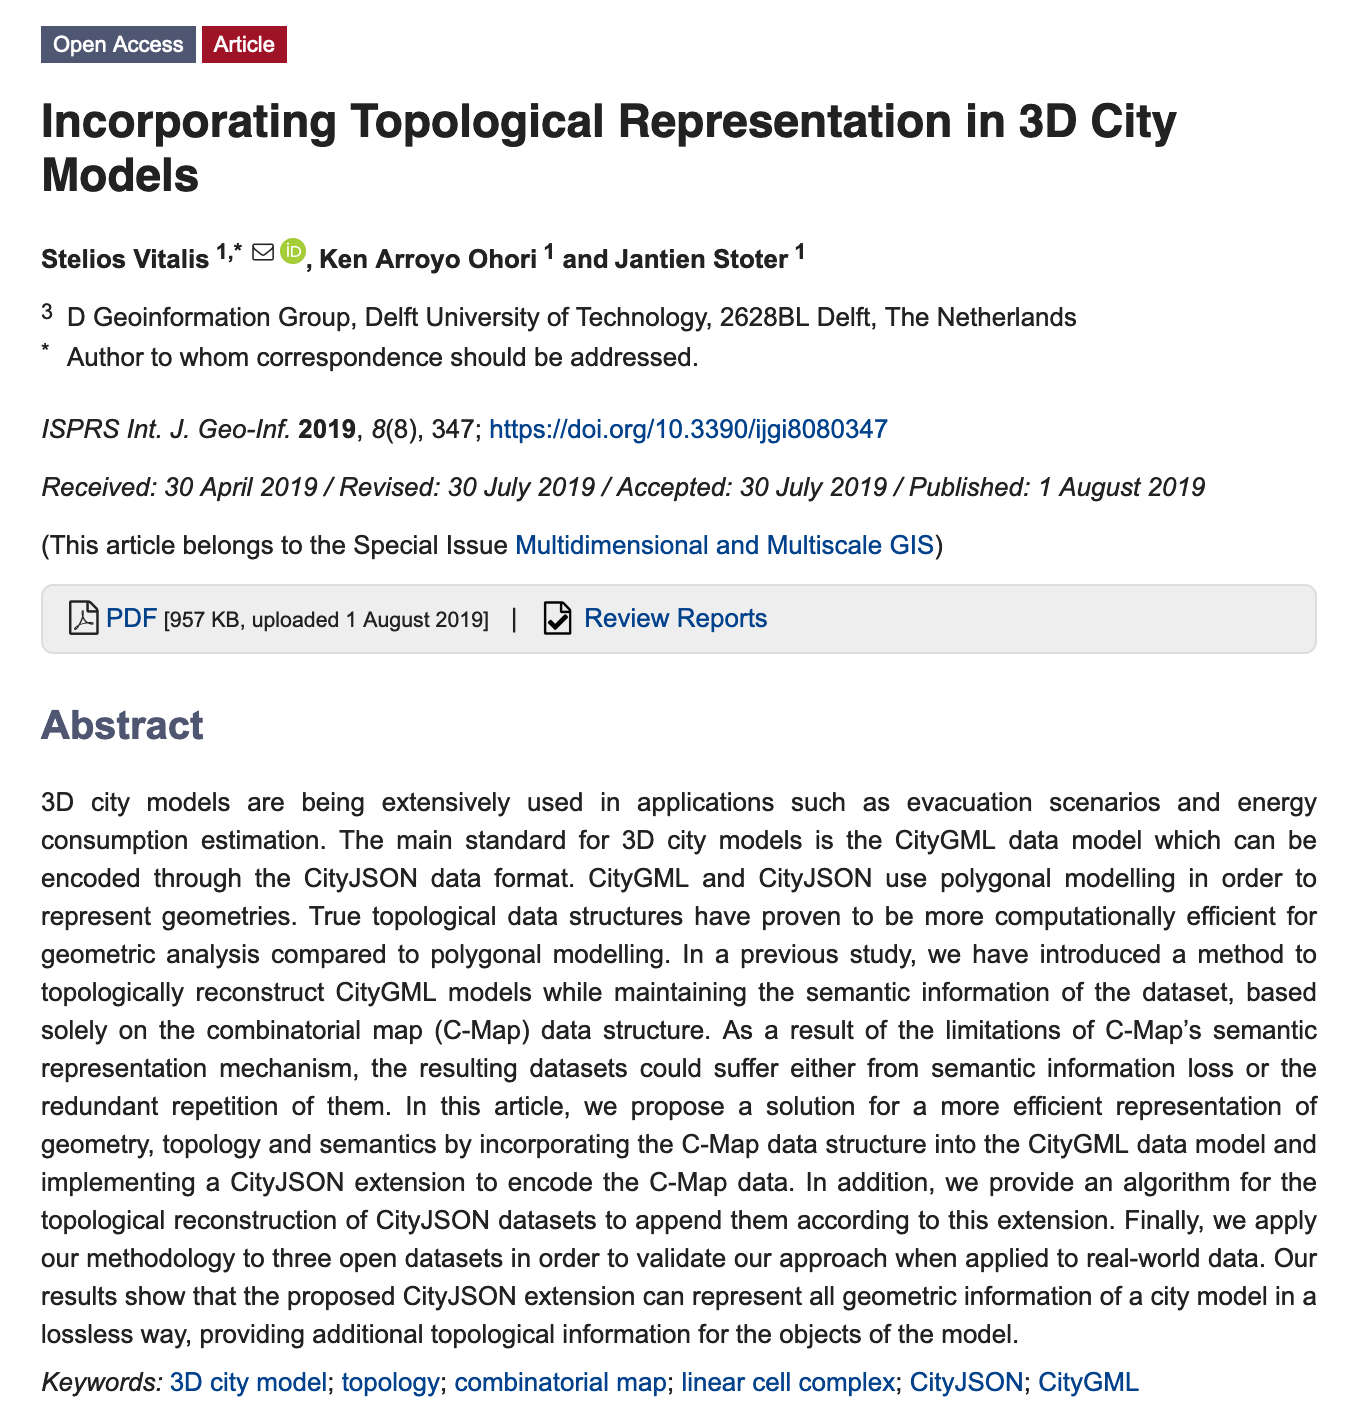 Open Access Article
Incorporating Topological Representation in 3D City
Models
Stelios Vitalis 1,* iD, Ken Arroyo Ohori 1 and Jantien Stoter 1
3 D Geoinformation Group, Delft University of Technology, 2628BL Delft, The Netherlands
* Author to whom correspondence should be addressed.
ISPRS Int. J. Geo-Inf. 2019, 8(8), 347; https://doi.org/10.3390/ijgi8080347
Received: 30 April 2019 / Revised: 30 July 2019 / Accepted: 30 July 2019 / Published: 1 August 2019
(This article belongs to the Special Issue Multidimensional and Multiscale GIS)
PDF [957 KB, uploaded 1 August 2019] | Review Reports
Abstract
3D city models are being extensively used in applications such as evacuation scenarios and energy
consumption estimation. The main standard for 3D city models is the CityGML data model which can be
encoded through the CityJSON data format. CityGML and CityJSON use polygonal modelling in order to
represent geometries. True topological data structures have proven to be more computationally efficient for
geometric analysis compared to polygonal modelling. In a previous study, we have introduced a method to
topologically reconstruct CityGML models while maintaining the semantic information of the dataset, based
solely on the combinatorial map (C-Map) data structure. As a result of the limitations of C-Map’s semantic
representation mechanism, the resulting datasets could suffer either from semantic information loss or the
redundant repetition of them. In this article, we propose a solution for a more efficient representation of
geometry, topology and semantics by incorporating the C-Map data structure into the CityGML data model and
implementing a CityJSON extension to encode the C-Map data. In addition, we provide an algorithm for the
topological reconstruction of CityJSON datasets to append them according to this extension. Finally, we apply
our methodology to three open datasets in order to validate our approach when applied to real-world data. Our
results show that the proposed CityJSON extension can represent all geometric information of a city model in a
lossless way, providing additional topological information for the objects of the model.
Keywords: 3D city model; topology; combinatorial map; linear cell complex; CityJSON; CityGML